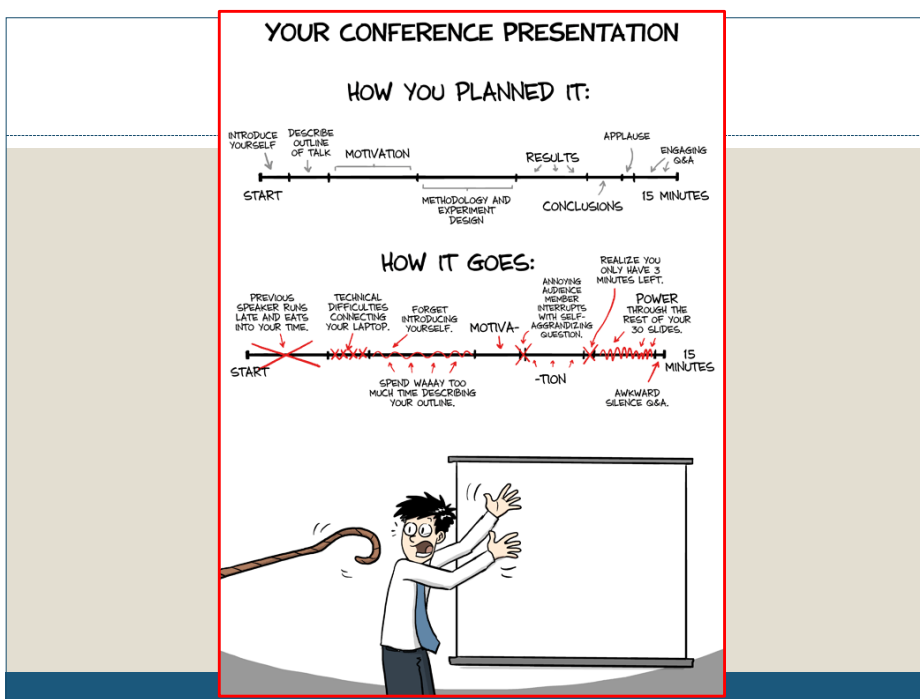 YOUR CONFERENCE PRESENTATION
HOW YOU PLANNED IT:
INTRODUCE
YOURSELF
DESCRIBE
OUTLINE
OF TALK
MOTIVATION
METHODOLOGY AND
EXPERIMENT
DESIGN
RESULTS
CONCLUSIONS
APPLAUSE
ENGAGING
Q&A
START
15 MINUTES
HOW IT GOES:
PREVIOUS
SPEAKER RUNS
LATE AND EATS
INTO YOUR TIME.
TECHNICAL
DIFFICULTIES
CONNECTING
YOUR LAPTOP.
FORGET
INTRODUCING
YOURSELF.
SPEND WAAAY TOO
MUCH TIME DESCRIBING
YOUR OUTLINE.
MOTIVA-
ANNOYING
AUDIENCE
MEMBER
INTERRUPTS
WITH SELF-
AGGRANDIZING
QUESTION.
-TION
REALIZE YOU
ONLY HAVE 3
MINUTES LEFT.
POWER
THROUGH THE
REST OF YOUR
30 SLIDES.
AWKWARD
SILENCE Q&A.
START
15
MINUTES